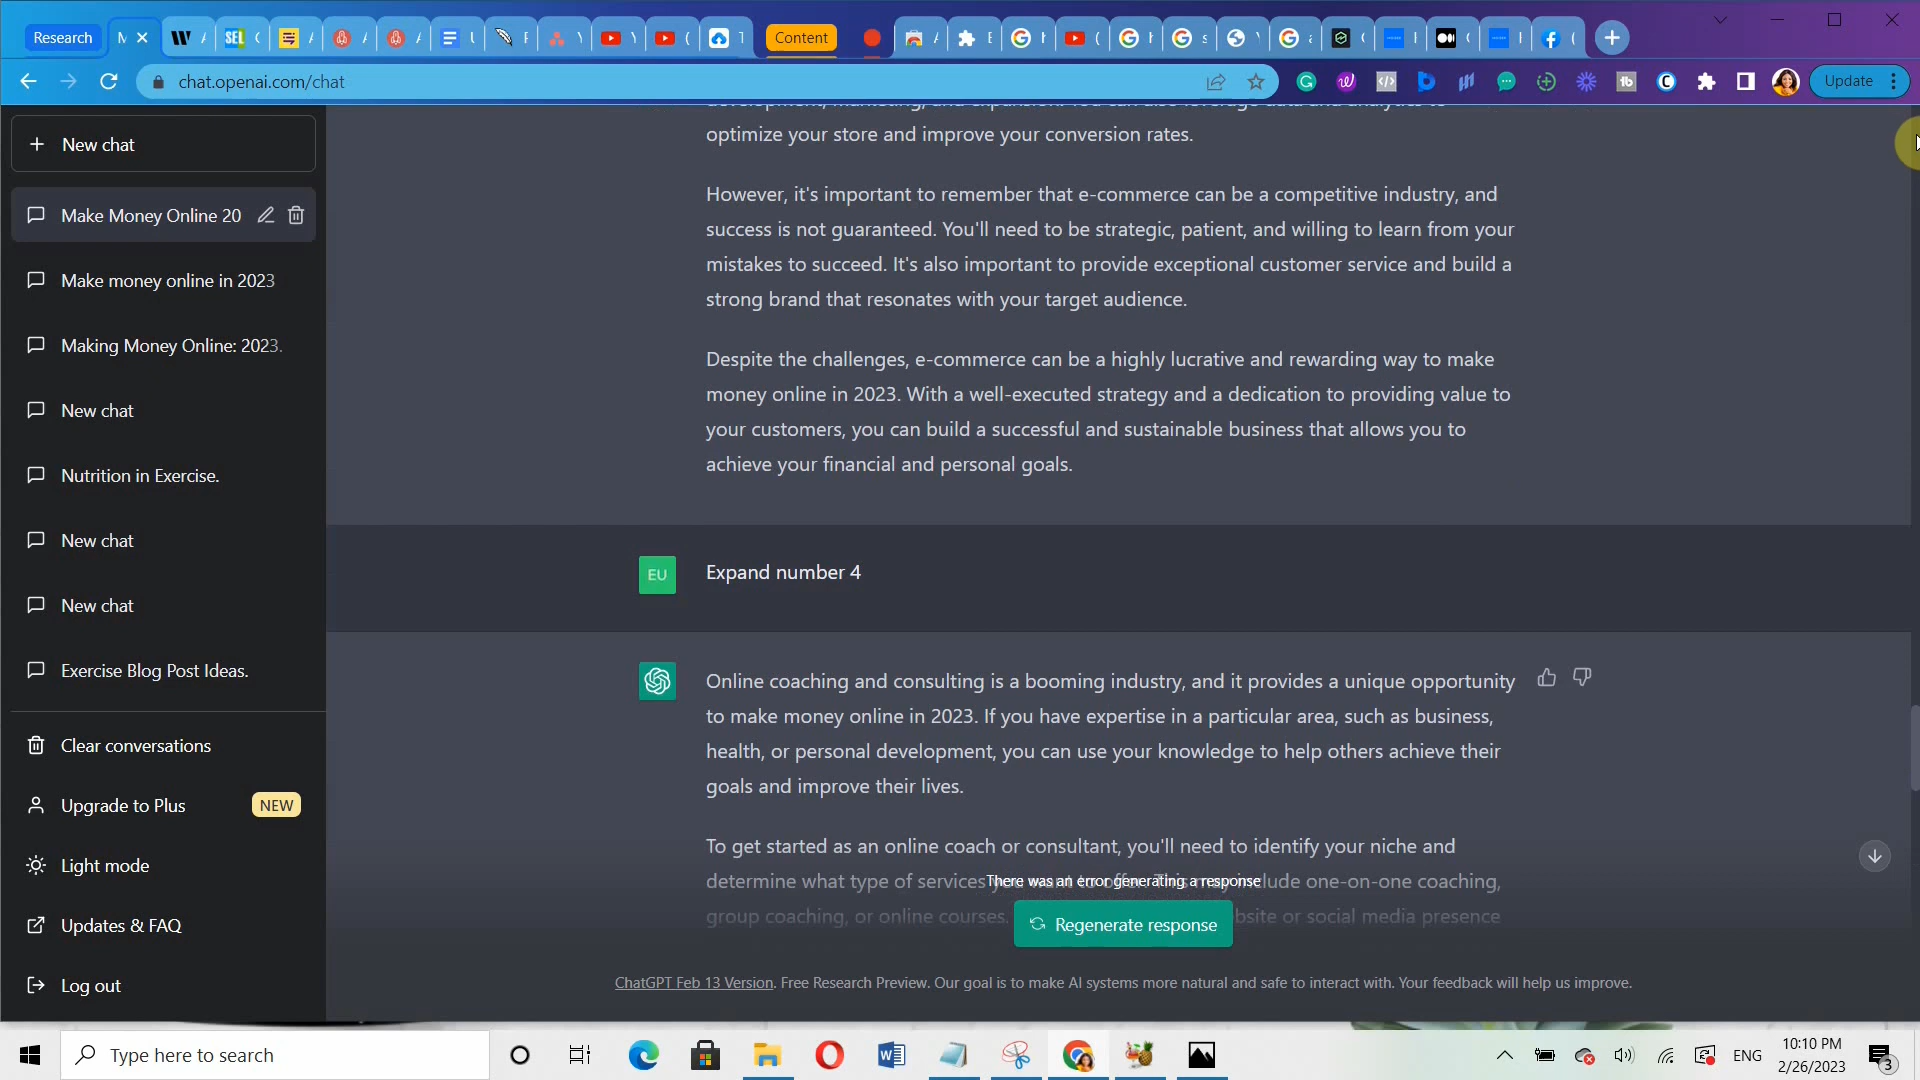 Research
Content
chat.openai.com/chat
Update
New chat
Make Money Online 20
Make money online in 2023
Making Money Online: 2023.
New chat
Nutrition in Exercise.
New chat
New chat
Exercise Blog Post Ideas.
Clear conversations
Upgrade to Plus NEW
Light mode
Updates & FAQ
Log out
optimize your store and improve your conversion rates.
However, it's important to remember that e-commerce can be a competitive industry, and
success is not guaranteed. You'll need to be strategic, patient, and willing to learn from your
mistakes to succeed. It's also important to provide exceptional customer service and build a
strong brand that resonates with your target audience.
Despite the challenges, e-commerce can be a highly lucrative and rewarding way to make
money online in 2023. With a well-executed strategy and a dedication to providing value to
your customers, you can build a successful and sustainable business that allows you to
achieve your financial and personal goals.
EU
Expand number 4
Online coaching and consulting is a booming industry, and it provides a unique opportunity
to make money online in 2023. If you have expertise in a particular area, such as business,
health, or personal development, you can use your knowledge to help others achieve their
goals and improve their lives.
To get started as an online coach or consultant, you'll need to identify your niche and
determine what type of services you want to offer. This may include one-on-one coaching,
There was an error generating a response
group coaching, or online courses. website or social media presence
Regenerate response
ChatGPT Feb 13 Version. Free Research Preview. Our goal is to make AI systems more natural and safe to interact with. Your feedback will help us improve.
Type here to search
ENG
10:10 PM
2/26/2023
3